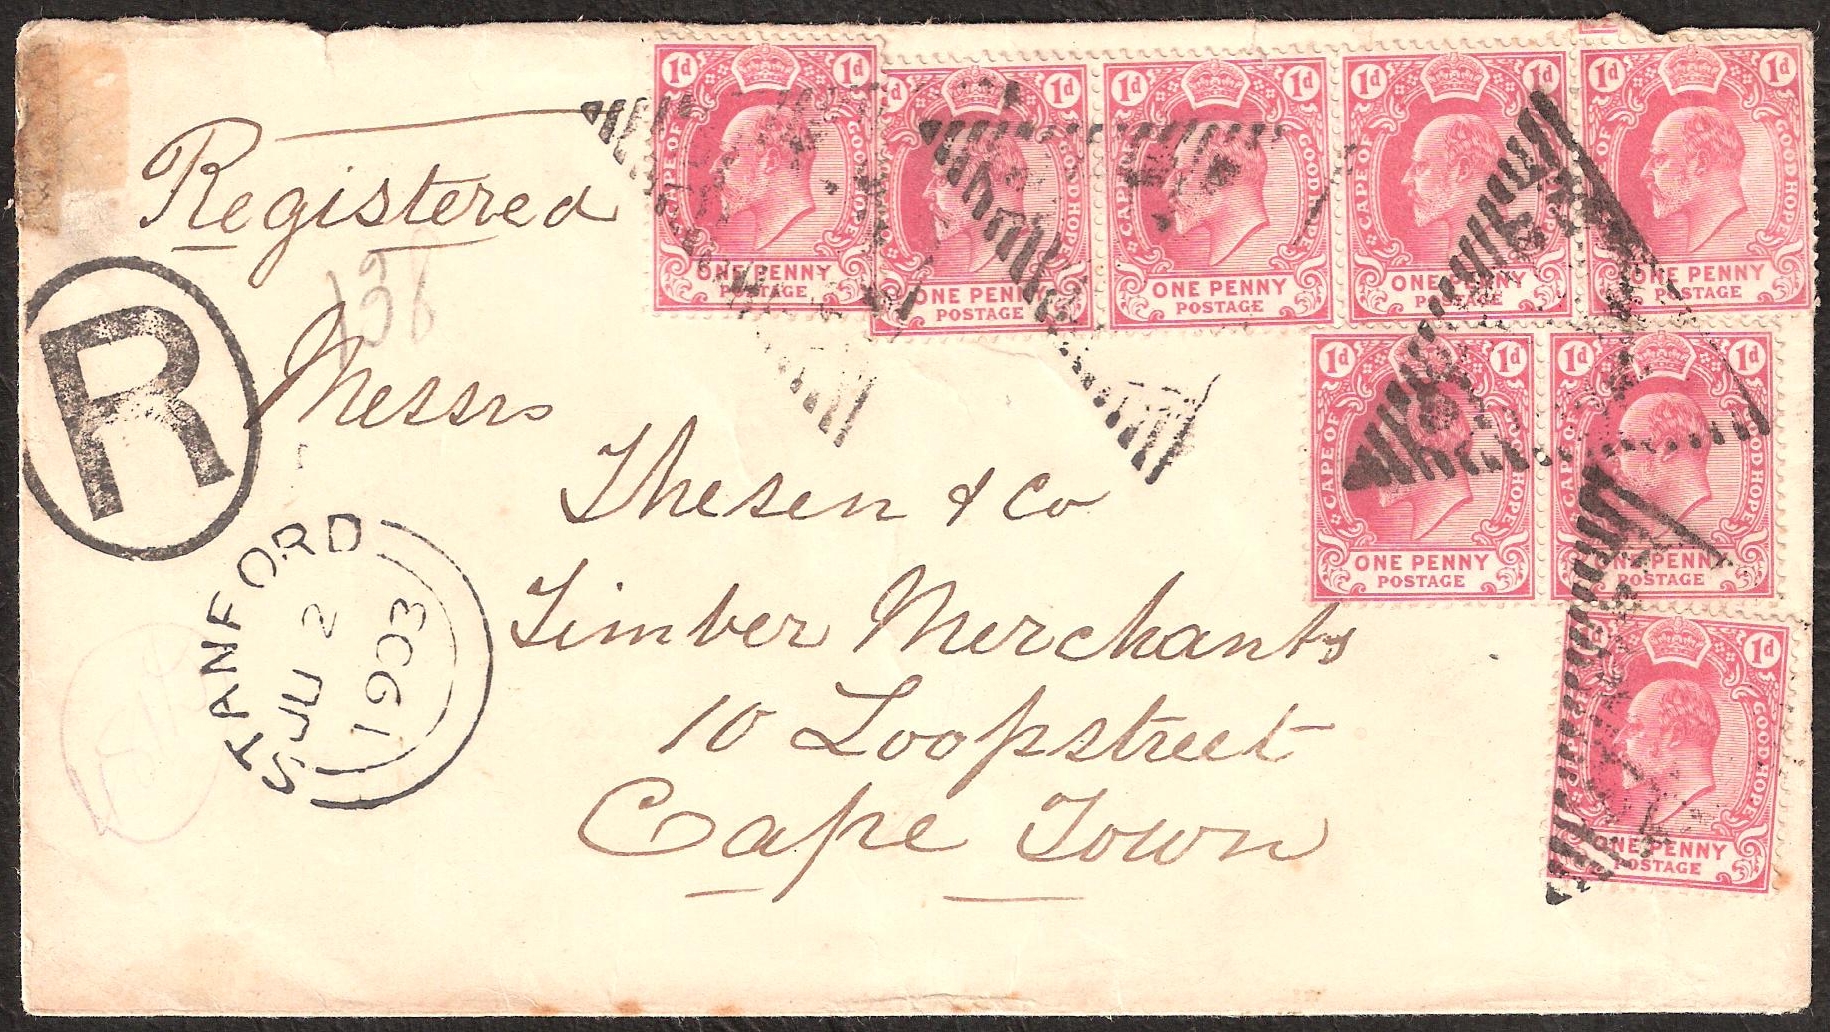 Registered
138
R
Messrs
Thesen & Co
Timber Merchants
10 Loopstreet
Cape Town
STANFORD
JU 2
1903
1d 1d
CAPE OF GOOD HOPE
ONE PENNY
POSTAGE
1d 1d
CAPE OF GOOD HOPE
ONE PENNY
POSTAGE
1d 1d
CAPE OF GOOD HOPE
ONE PENNY
POSTAGE
1d 1d
CAPE OF GOOD HOPE
ONE PENNY
POSTAGE
1d 1d
CAPE OF GOOD HOPE
ONE PENNY
POSTAGE
1d 1d
CAPE OF GOOD HOPE
ONE PENNY
POSTAGE
1d 1d
CAPE OF GOOD HOPE
ONE PENNY
POSTAGE
1d
GOOD HOPE
ONE PENNY
POSTAGE